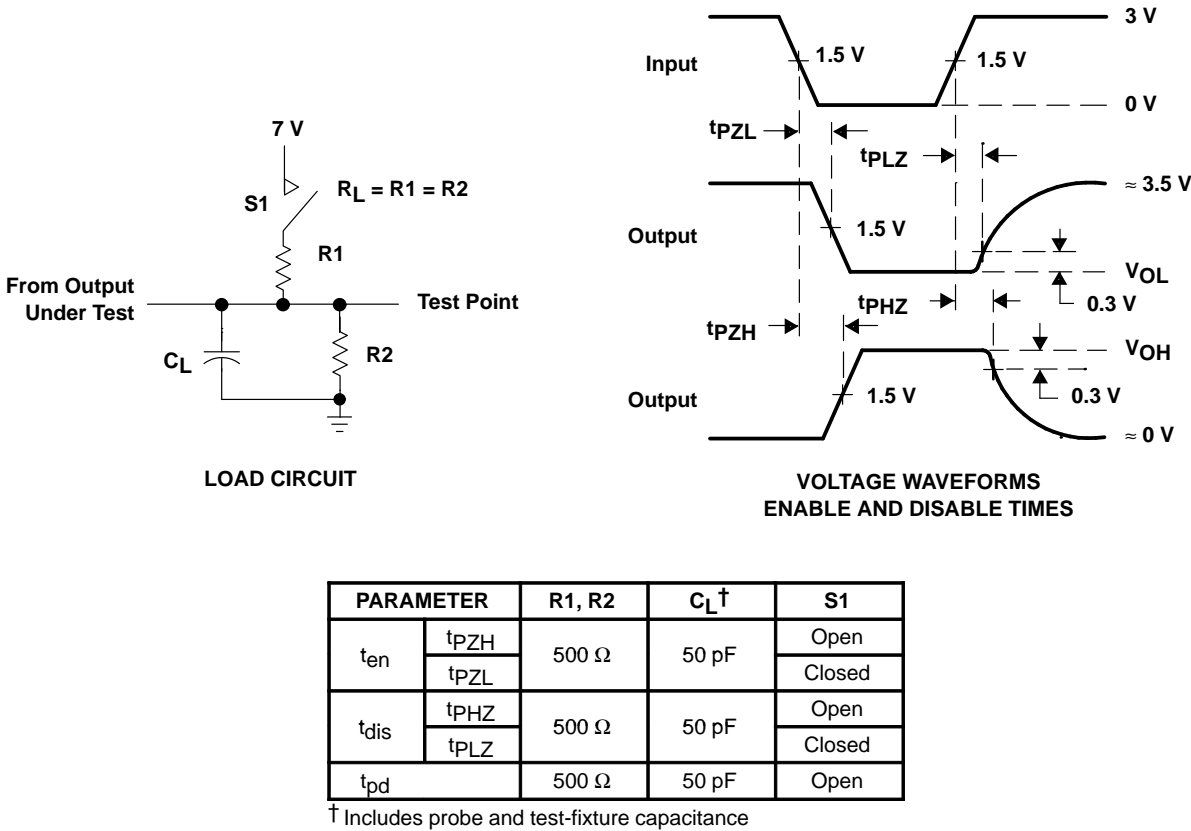 7 V
S1
R_L = R1 = R2
R1
From Output
Under Test
Test Point
C_L
R2
LOAD CIRCUIT
3 V
Input
1.5 V
1.5 V
0 V
t_PZL
t_PLZ
≈ 3.5 V
Output
1.5 V
V_OL
0.3 V
t_PHZ
t_PZH
V_OH
Output
1.5 V
0.3 V
≈ 0 V
VOLTAGE WAVEFORMS
ENABLE AND DISABLE TIMES
PARAMETER R1, R2 C_L† S1
t_en t_PZH 500 Ω 50 pF Open
t_PZL Closed
t_dis t_PHZ 500 Ω 50 pF Open
t_PLZ Closed
t_pd 500 Ω 50 pF Open
† Includes probe and test-fixture capacitance